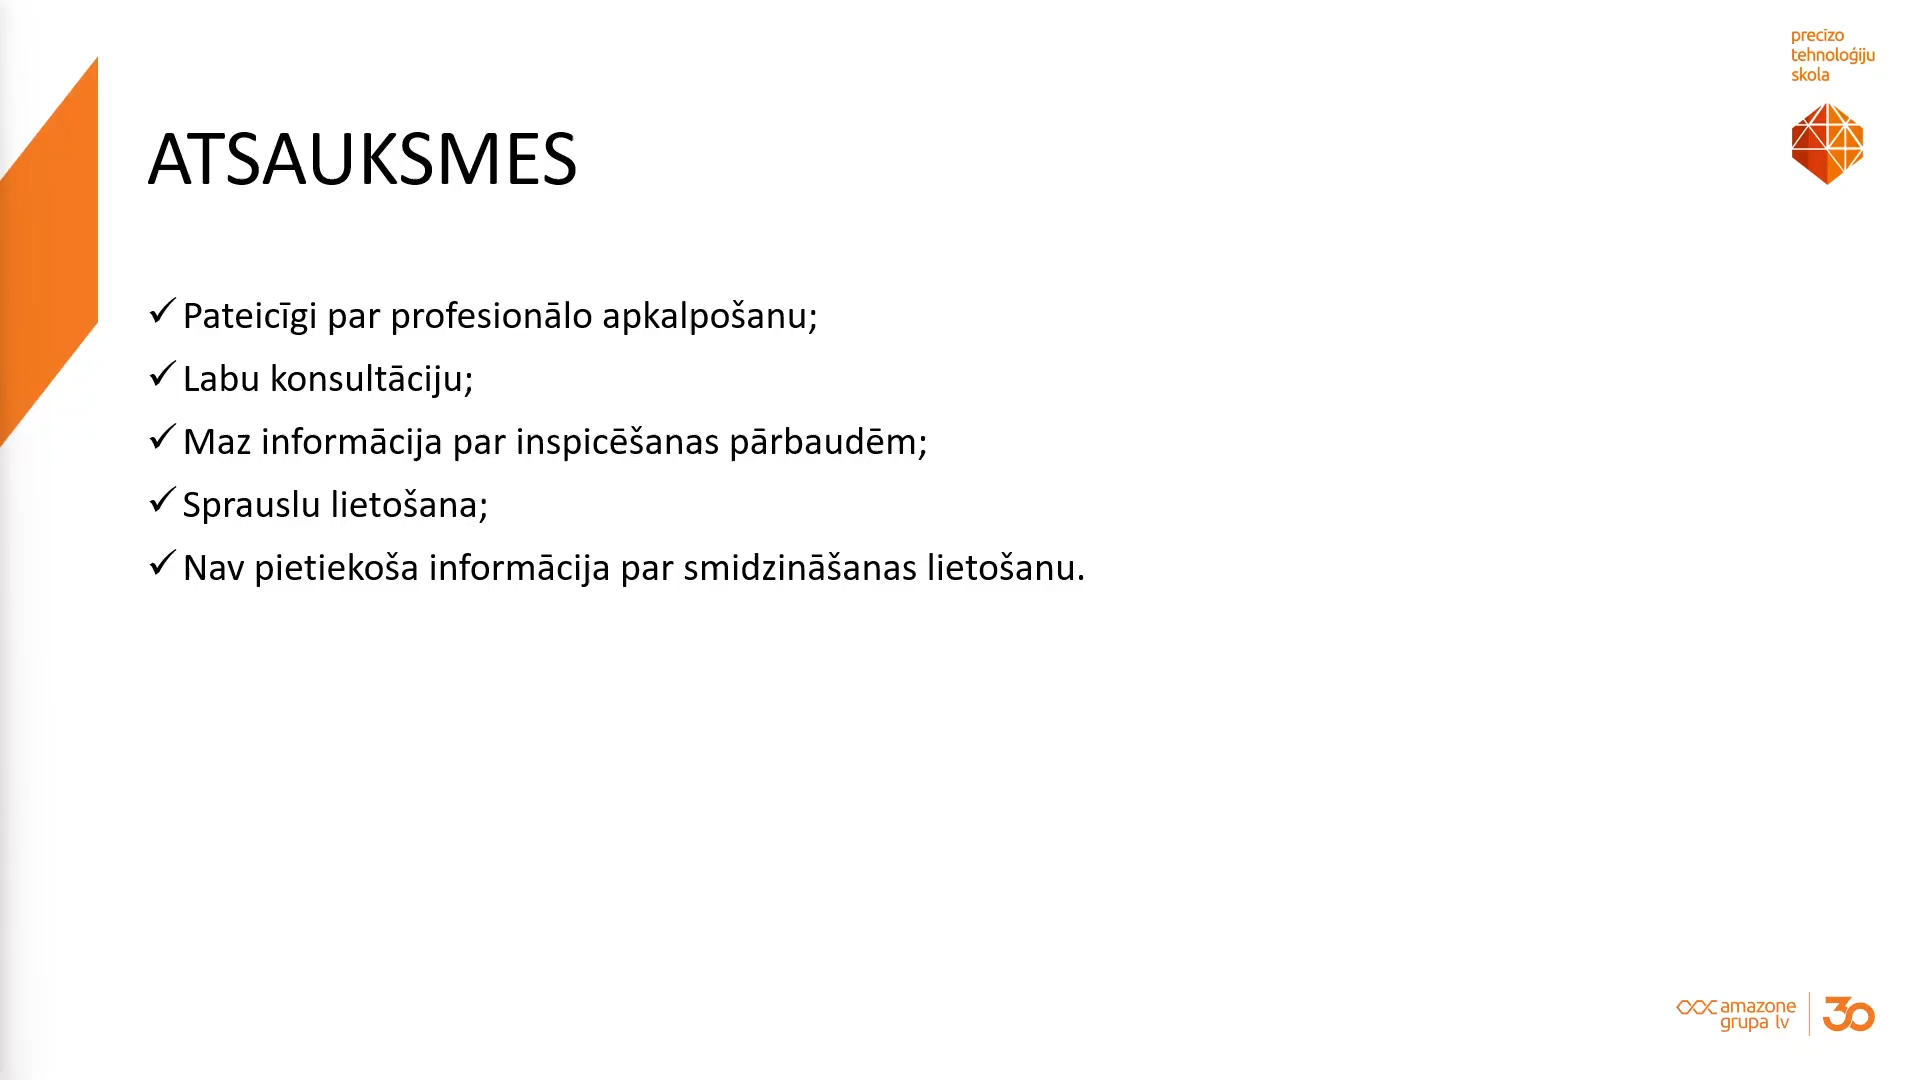 precīzo
tehnoloģiju
skola
ATSAUKSMES
✓ Pateicīgi par profesionālo apkalpošanu;
✓ Labu konsultāciju;
✓ Maz informācija par inspicēšanas pārbaudēm;
✓ Sprauslu lietošana;
✓ Nav pietiekoša informācija par smidzināšanas lietošanu.
amazone
grupa lv
30